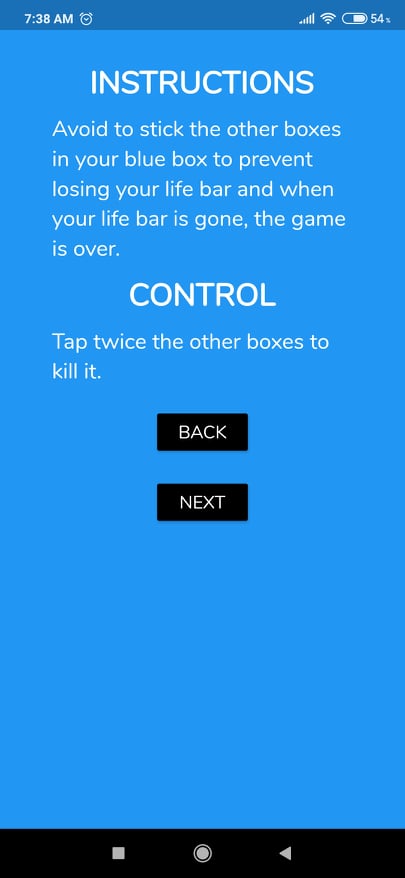 7:38 AM 54%
INSTRUCTIONS
Avoid to stick the other boxes
in your blue box to prevent
losing your life bar and when
your life bar is gone, the game
is over.
CONTROL
Tap twice the other boxes to
kill it.
BACK
NEXT